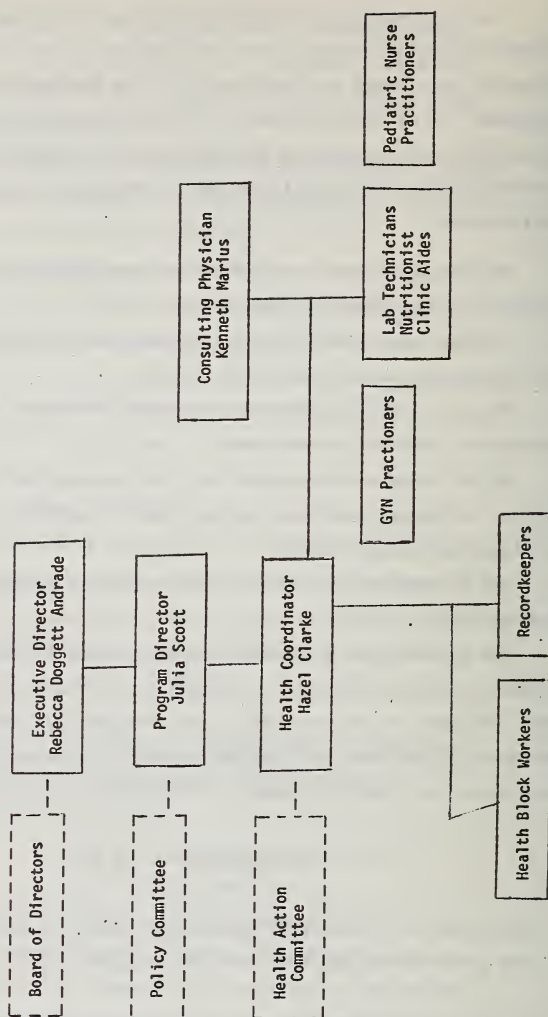 Board of Directors
Executive Director
Rebecca Doggett Andrade
Policy Committee
Program Director
Julia Scott
Consulting Physician
Kenneth Marius
Health Action
Committee
Health Coordinator
Hazel Clarke
GYN Practioners
Lab Technicians
Nutritionist
Clinic Aides
Pediatric Nurse
Practitioners
Health Block Workers
Recordkeepers